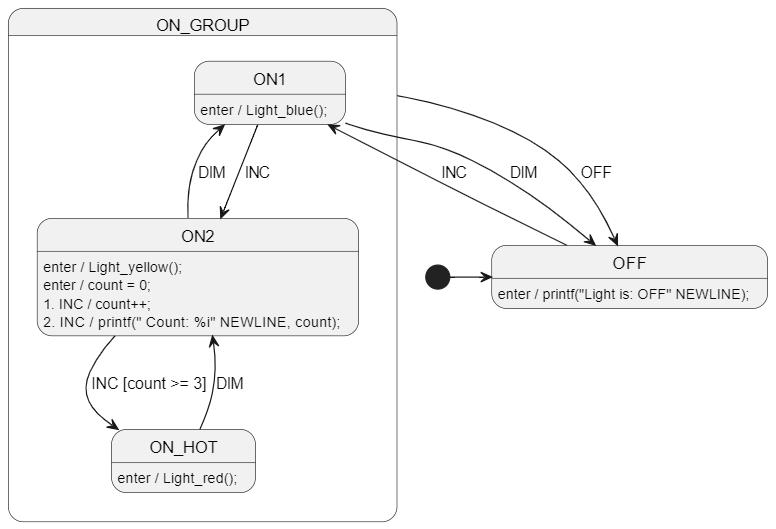 ON_GROUP
ON1
enter / Light_blue();
DIM
INC
INC
DIM
OFF
ON2
enter / Light_yellow();
enter / count = 0;
1. INC / count++;
2. INC / printf(" Count: %i" NEWLINE, count);
OFF
enter / printf("Light is: OFF" NEWLINE);
INC [count >= 3]
DIM
ON_HOT
enter / Light_red();